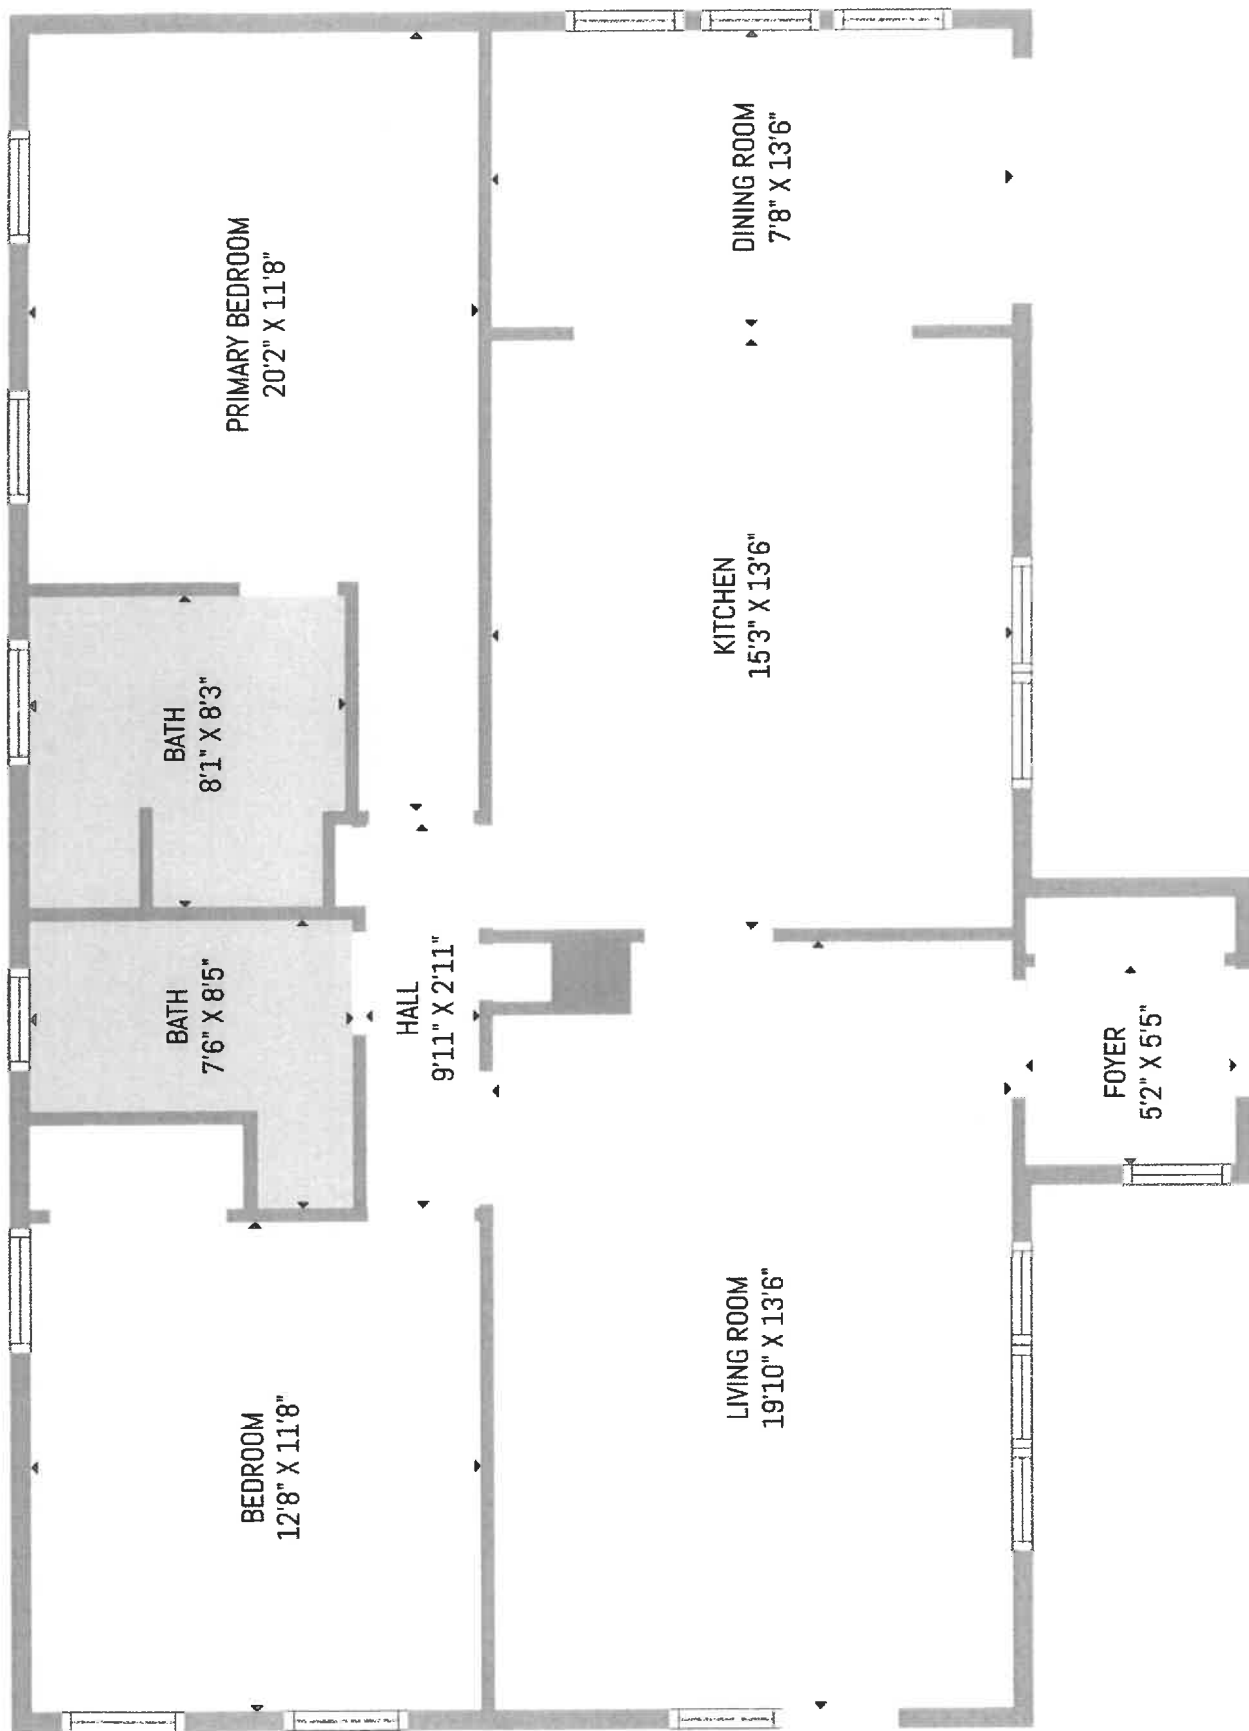 PRIMARY BEDROOM
20'2" X 11'8"
BATH
8'1" X 8'3"
BATH
7'6" X 8'5"
BEDROOM
12'8" X 11'8"
HALL
9'11" X 2'11"
DINING ROOM
7'8" X 13'6"
KITCHEN
15'3" X 13'6"
LIVING ROOM
19'10" X 13'6"
FOYER
5'2" X 5'5"